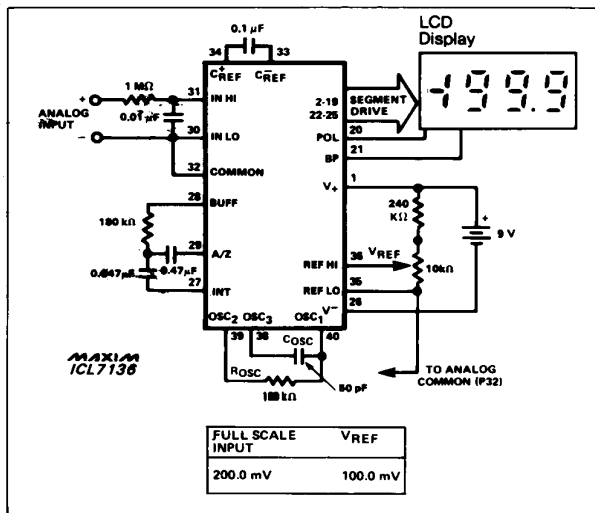 LCD
Display
0.1 µF
34 33
C+REF C−REF
1 MΩ
31 IN HI
+
ANALOG
INPUT
0.01 µF
−
30 IN LO
32 COMMON
28 BUFF
180 kΩ
29 A/Z
0.047µF 0.47µF
27 INT
2-19
22-25
SEGMENT
DRIVE
20
POL
21
BP
-199.9
1
V+
240
KΩ
+
9 V
36
REF HI
VREF
10kΩ
35
REF LO
26
V−
OSC2 OSC3 OSC1
39 38 40
COSC
ROSC
50 pF
180 kΩ
TO ANALOG
COMMON (P32)
MAXIM
ICL7136
FULL SCALE INPUT VREF
200.0 mV 100.0 mV